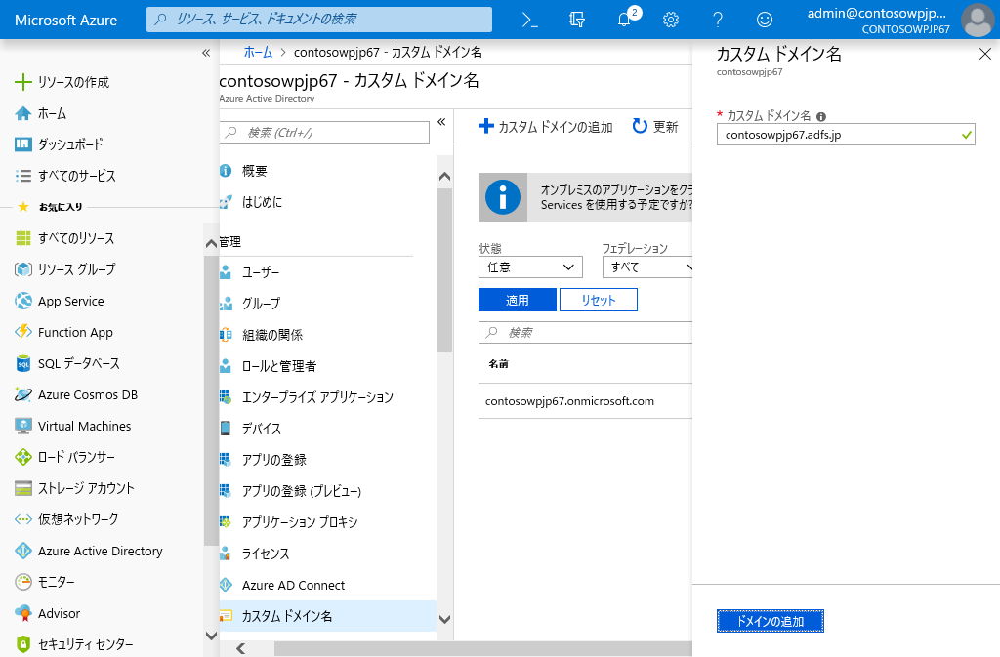 Microsoft Azure
リソース、サービス、ドキュメントの検索
2
admin@contosowpjp...
CONTOSOWPJP67
リソースの作成
ホーム
ダッシュボード
すべてのサービス
お気に入り
すべてのリソース
リソース グループ
App Service
Function App
SQL データベース
Azure Cosmos DB
Virtual Machines
ロード バランサー
ストレージ アカウント
仮想ネットワーク
Azure Active Directory
モニター
Advisor
セキュリティ センター
ホーム > contosowpjp67 - カスタム ドメイン名
contosowpjp67 - カスタム ドメイン名
Azure Active Directory
検索 (Ctrl+/)
概要
はじめに
管理
ユーザー
グループ
組織の関係
ロールと管理者
エンタープライズ アプリケーション
デバイス
アプリの登録
アプリの登録 (プレビュー)
アプリケーション プロキシ
ライセンス
Azure AD Connect
カスタム ドメイン名
カスタム ドメインの追加
更新
オンプレミスのアプリケーションをクラ
Services を使用する予定ですか?
状態
フェデレーション
任意
すべて
適用
リセット
検索
名前
contosowpjp67.onmicrosoft.com
カスタム ドメイン名
contosowpjp67
* カスタム ドメイン名
contosowpjp67.adfs.jp
ドメインの追加